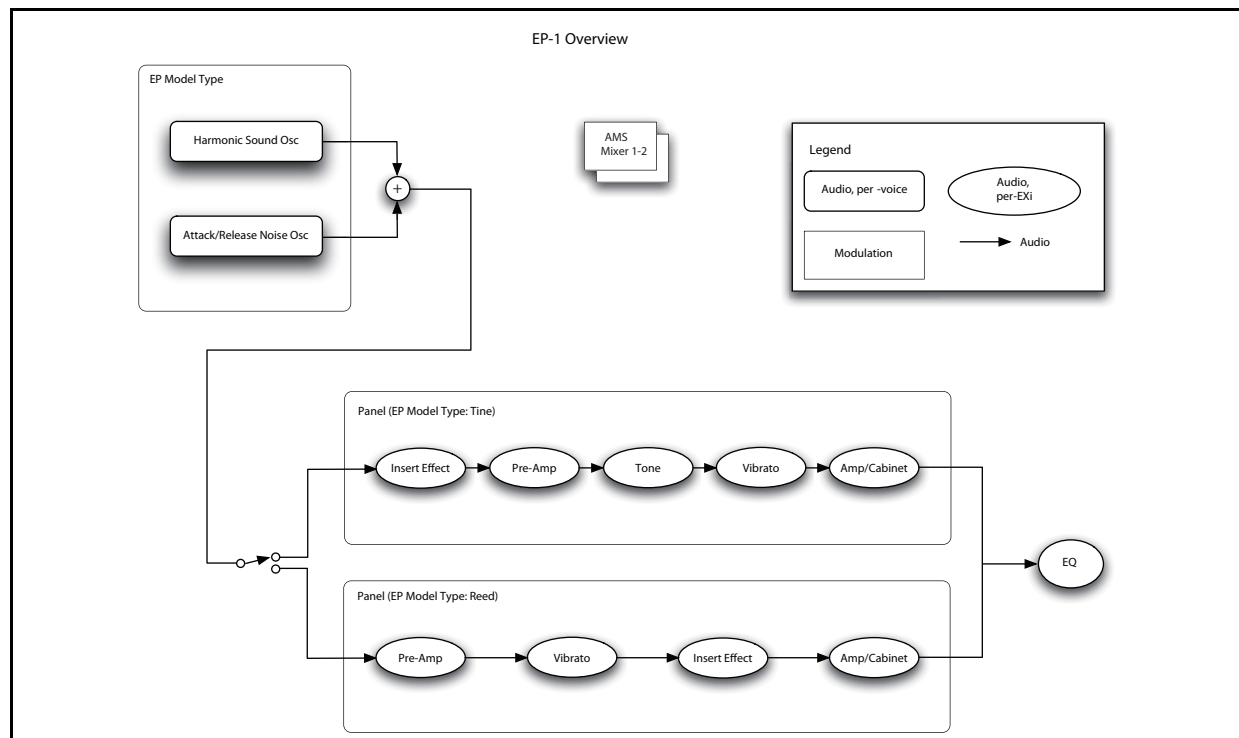 EP-1 Overview
EP Model Type
Harmonic Sound Osc
Attack/Release Noise Osc
+
AMS
Mixer 1-2
Legend
Audio, per -voice
Audio,
per-EXi
Modulation
Audio
Panel (EP Model Type: Tine)
Insert Effect
Pre-Amp
Tone
Vibrato
Amp/Cabinet
EQ
Panel (EP Model Type: Reed)
Pre-Amp
Vibrato
Insert Effect
Amp/Cabinet